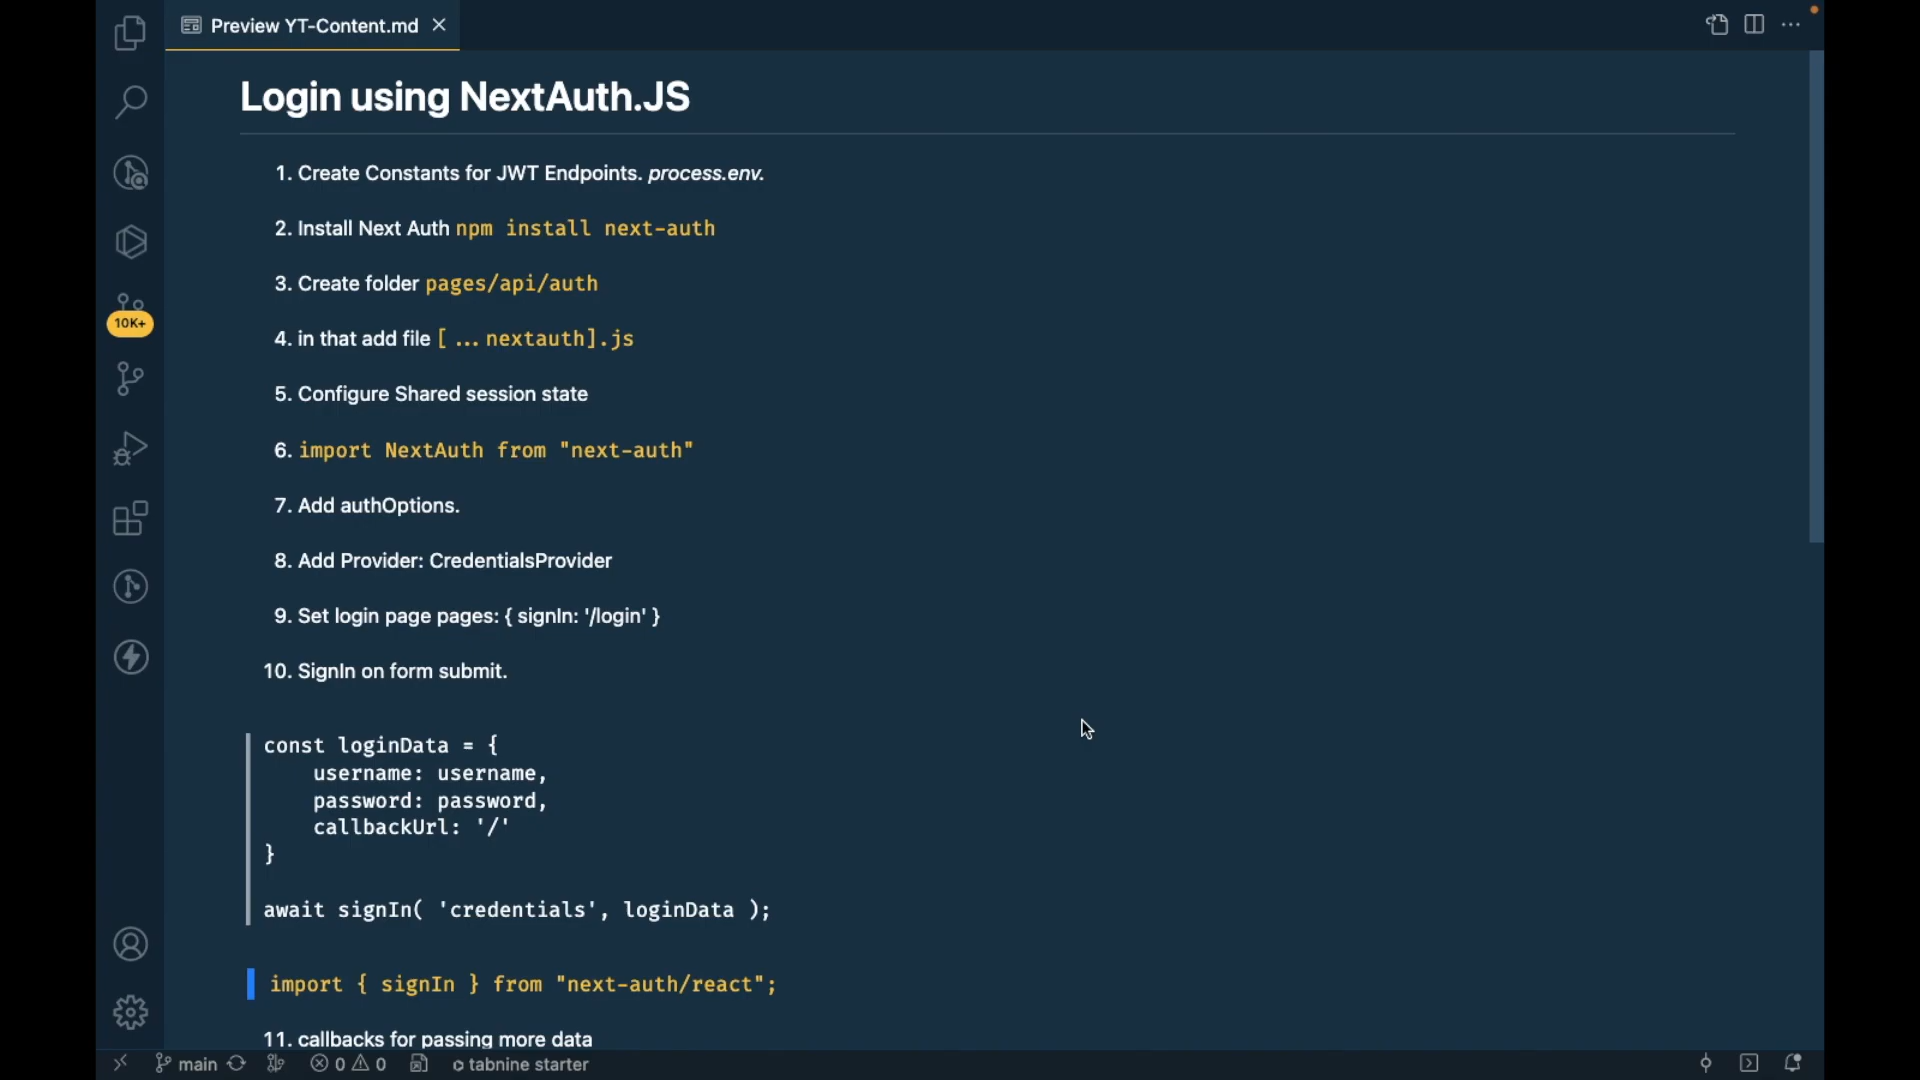 Preview YT-Content.md
Login using NextAuth.JS
1. Create Constants for JWT Endpoints. process.env.
2. Install Next Auth npm install next-auth
3. Create folder pages/api/auth
4. in that add file [...nextauth].js
5. Configure Shared session state
6. import NextAuth from "next-auth"
7. Add authOptions.
8. Add Provider: CredentialsProvider
9. Set login page pages: { signIn: '/login' }
10. SignIn on form submit.
const loginData = {
    username: username,
    password: password,
    callbackUrl: '/'
}
await signIn( 'credentials', loginData );
import { signIn } from "next-auth/react";
11. callbacks for passing more data
10K+
main 0 0 tabnine starter